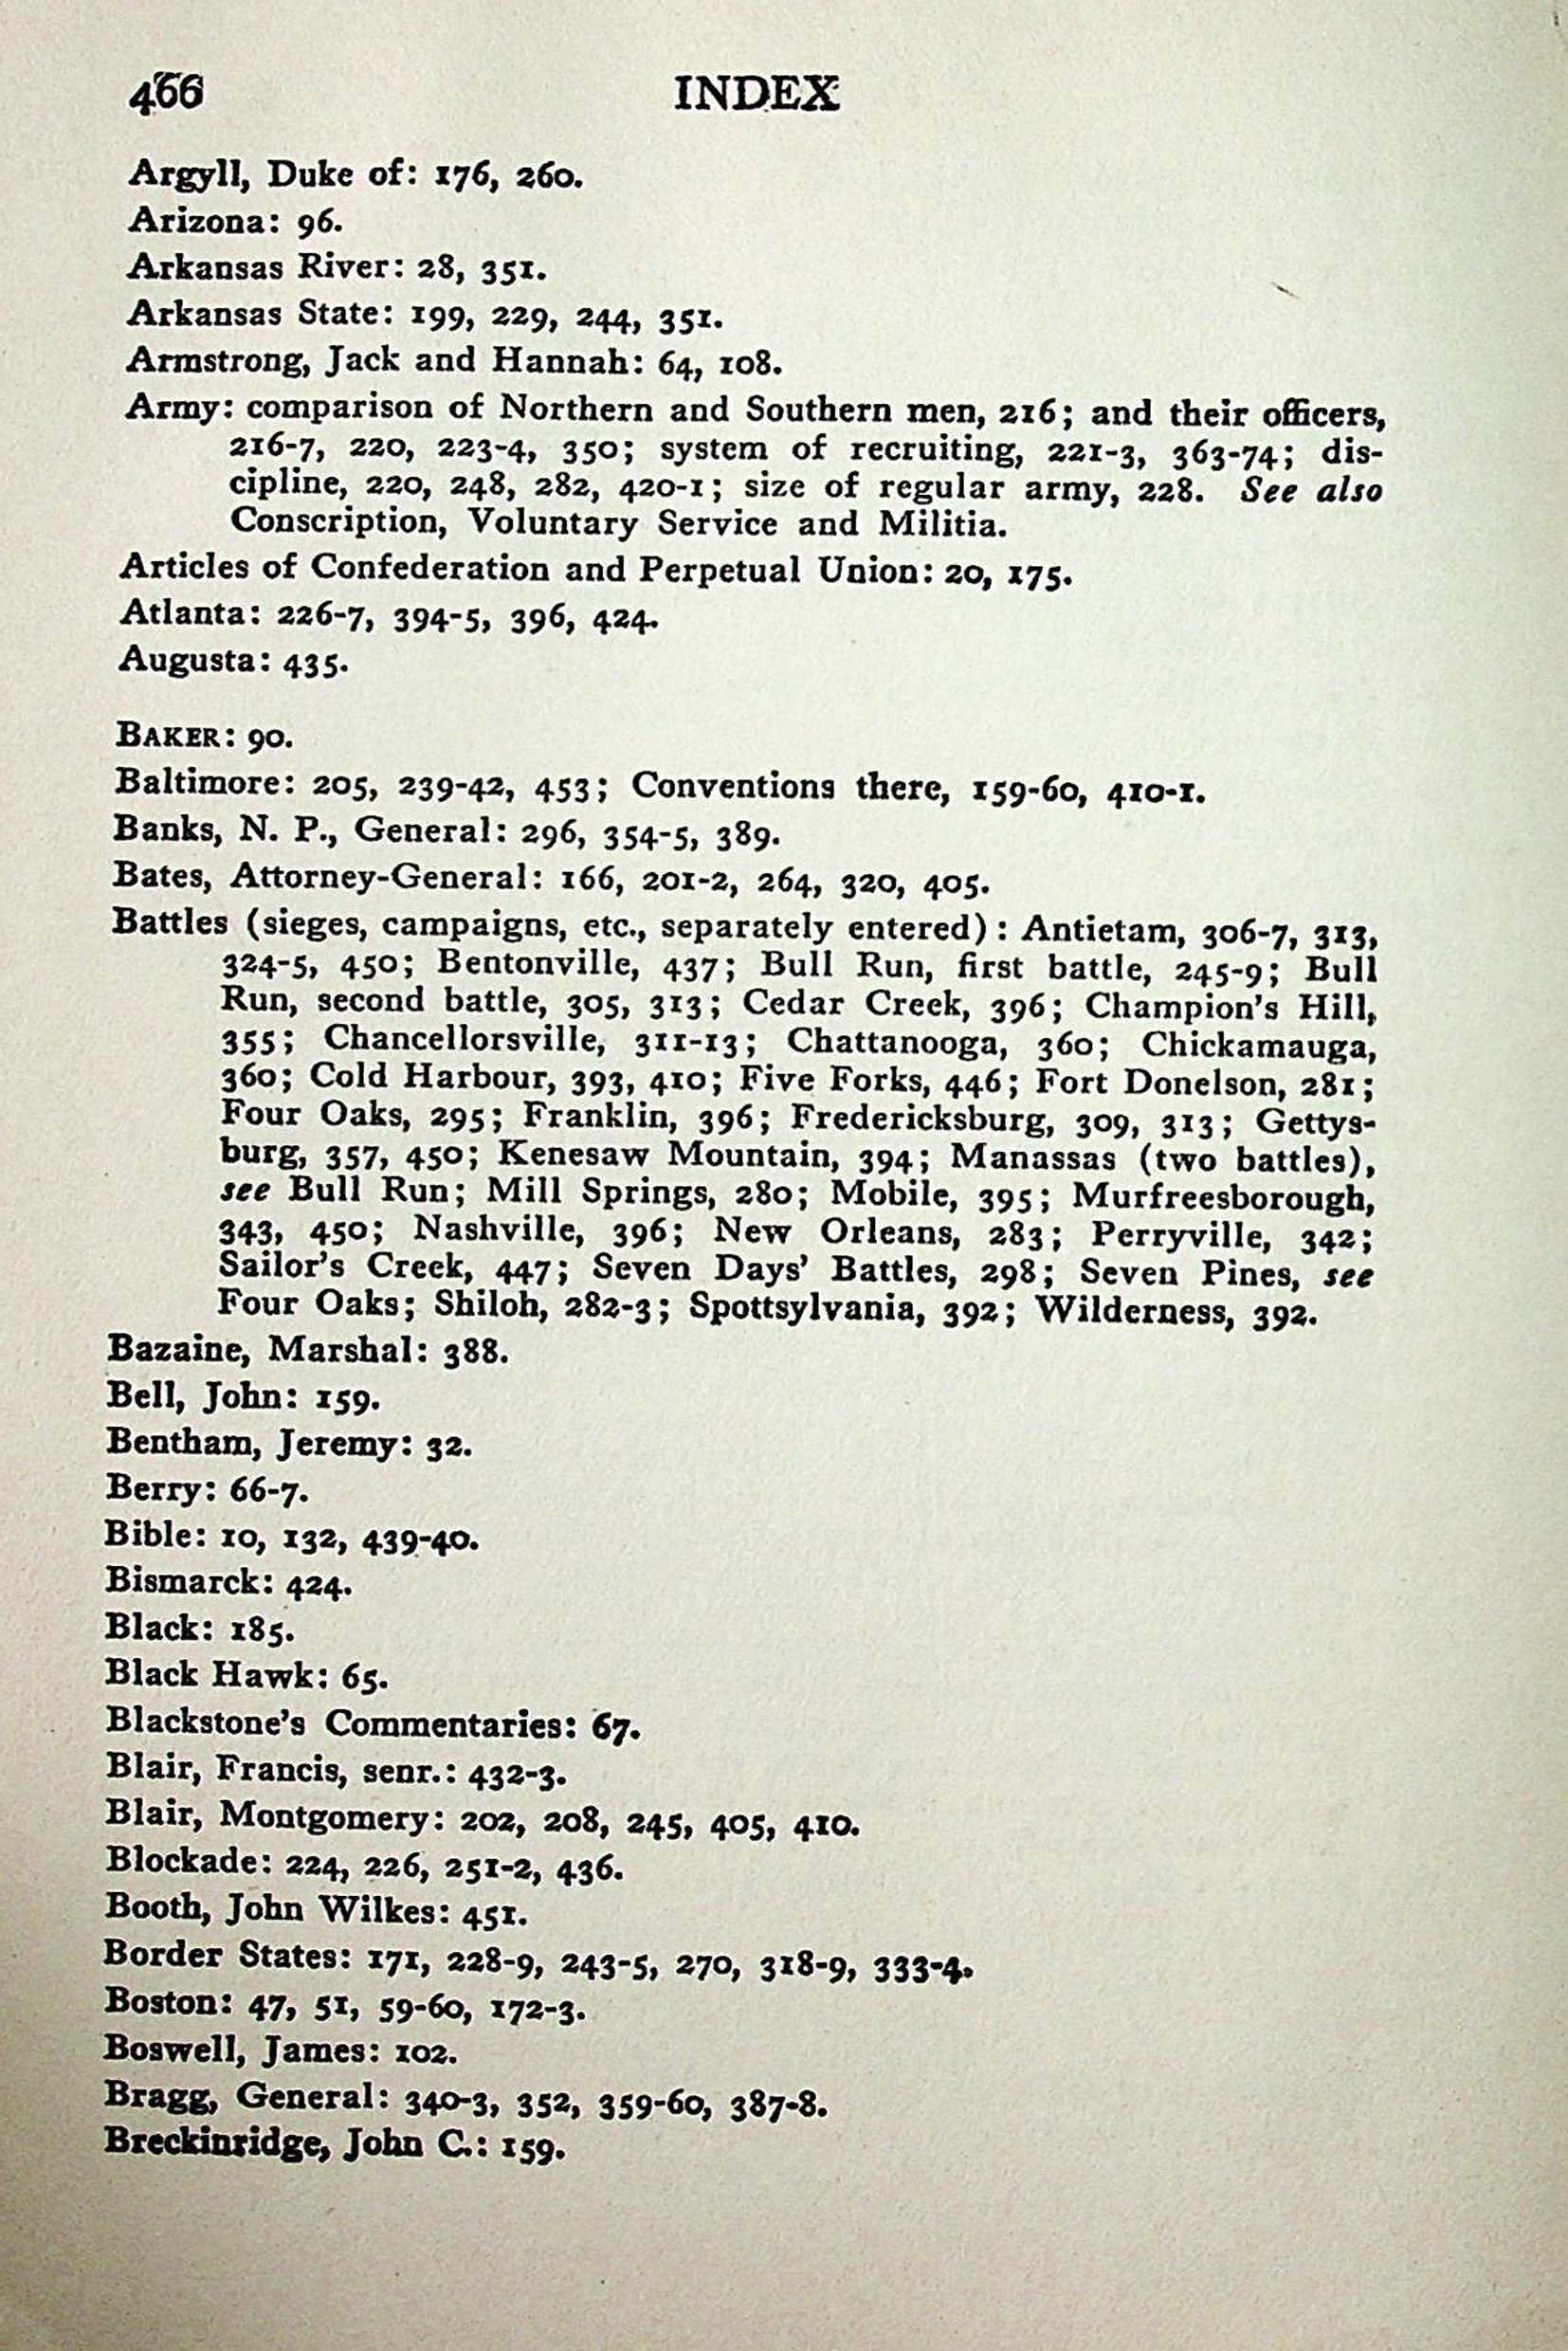 466 INDEX
Argyll, Duke of: 176, 260.
Arizona: 96.
Arkansas River: 28, 351.
Arkansas State: 199, 229, 244, 351.
Armstrong, Jack and Hannah: 64, 108.
Army: comparison of Northern and Southern men, 216; and their officers,
216-7, 220, 223-4, 350; system of recruiting, 221-3, 363-74; dis-
cipline, 220, 248, 282, 420-1; size of regular army, 228. See also
Conscription, Voluntary Service and Militia.
Articles of Confederation and Perpetual Union: 20, 175.
Atlanta: 226-7, 394-5, 396, 424.
Augusta: 435.
BAKER: 90.
Baltimore: 205, 239-42, 453; Conventions there, 159-60, 410-1.
Banks, N. P., General: 296, 354-5, 389.
Bates, Attorney-General: 166, 201-2, 264, 320, 405.
Battles (sieges, campaigns, etc., separately entered): Antietam, 306-7, 313,
324-5, 450; Bentonville, 437; Bull Run, first battle, 245-9; Bull
Run, second battle, 305, 313; Cedar Creek, 396; Champion's Hill,
355; Chancellorsville, 311-13; Chattanooga, 360; Chickamauga,
360; Cold Harbour, 393, 410; Five Forks, 446; Fort Donelson, 281;
Four Oaks, 295; Franklin, 396; Fredericksburg, 309, 313; Gettys-
burg, 357, 450; Kenesaw Mountain, 394; Manassas (two battles),
see Bull Run; Mill Springs, 280; Mobile, 395; Murfreesborough,
343, 450; Nashville, 396; New Orleans, 283; Perryville, 342;
Sailor's Creek, 447; Seven Days' Battles, 298; Seven Pines, see
Four Oaks; Shiloh, 282-3; Spottsylvania, 392; Wilderness, 392.
Bazaine, Marshal: 388.
Bell, John: 159.
Bentham, Jeremy: 32.
Berry: 66-7.
Bible: 10, 132, 439-40.
Bismarck: 424.
Black: 185.
Black Hawk: 65.
Blackstone's Commentaries: 67.
Blair, Francis, senr.: 432-3.
Blair, Montgomery: 202, 208, 245, 405, 410.
Blockade: 224, 226, 251-2, 436.
Booth, John Wilkes: 451.
Border States: 171, 228-9, 243-5, 270, 318-9, 333-4.
Boston: 47, 51, 59-60, 172-3.
Boswell, James: 102.
Bragg, General: 340-3, 352, 359-60, 387-8.
Breckinridge, John C.: 159.